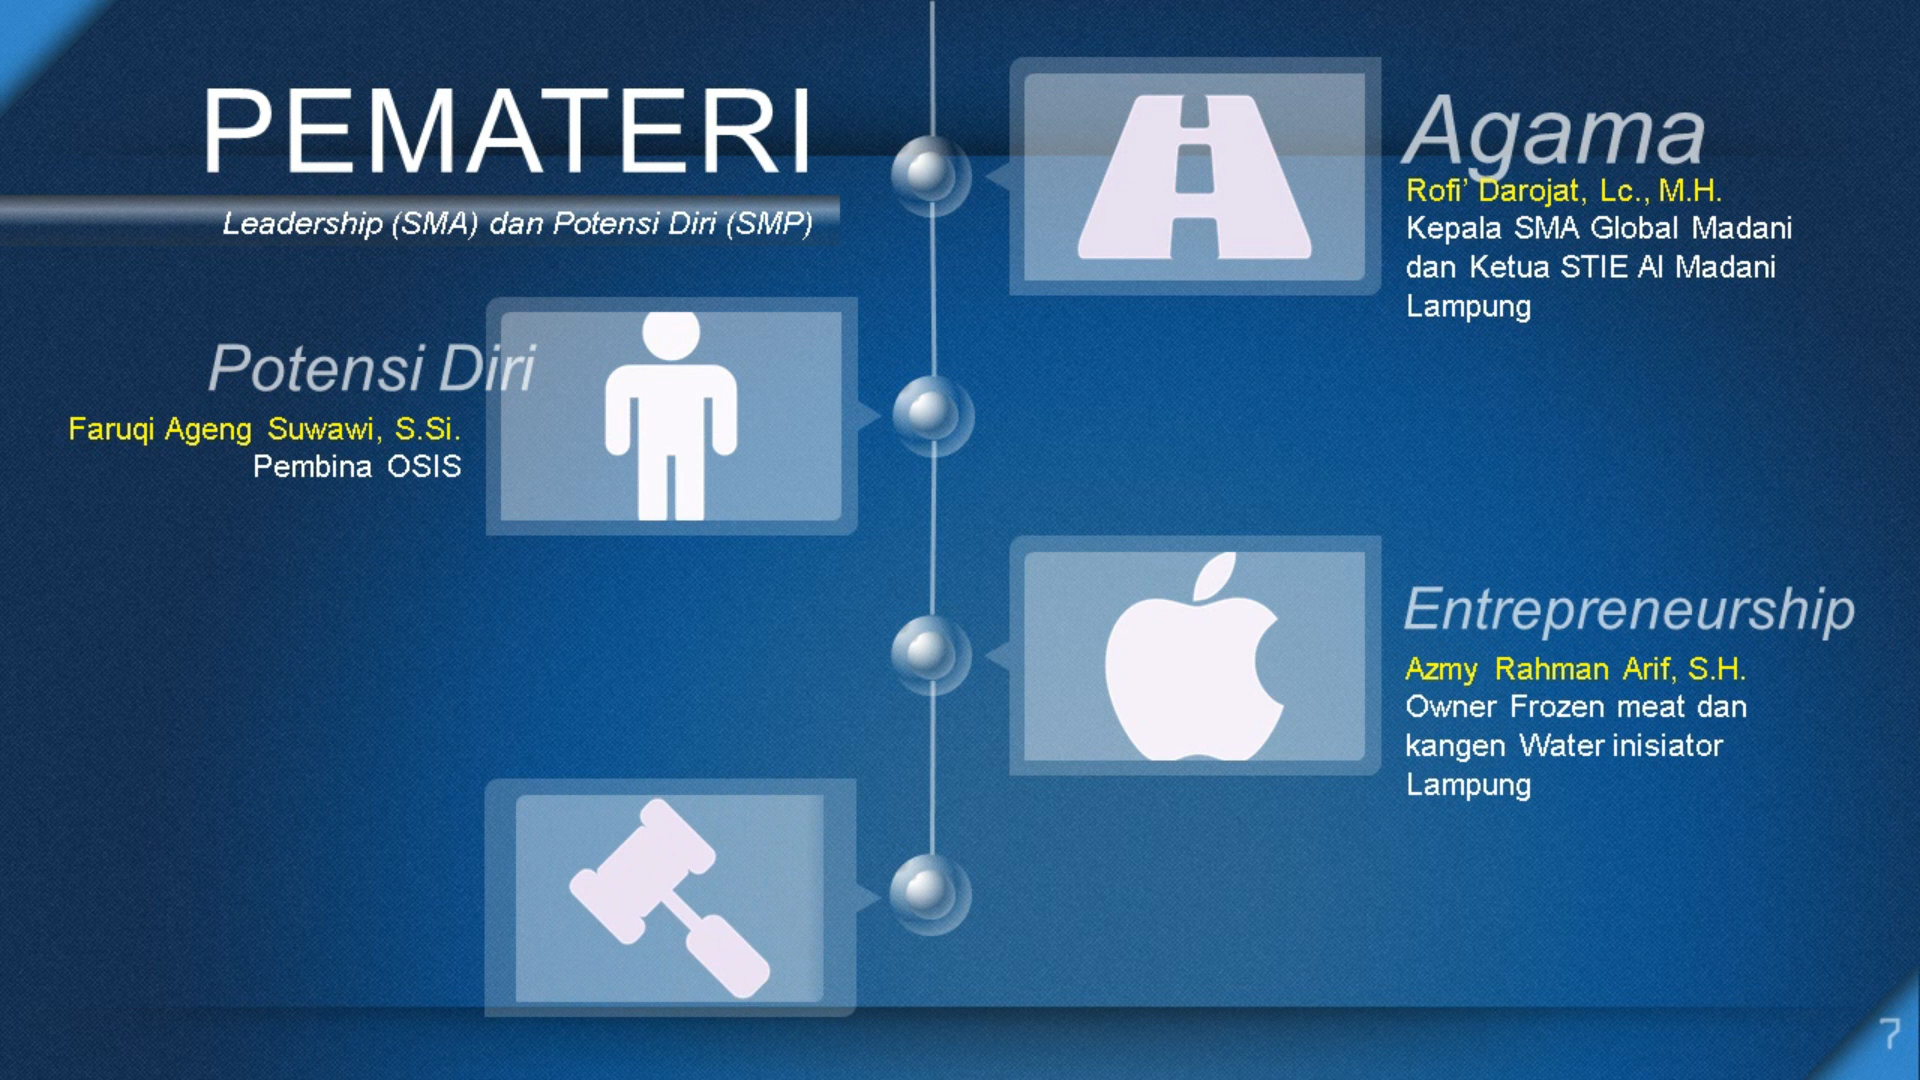 PEMATERI
Leadership (SMA) dan Potensi Diri (SMP)
Agama
Rofi’ Darojat, Lc., M.H.
Kepala SMA Global Madani
dan Ketua STIE Al Madani
Lampung
Potensi Diri
Faruqi Ageng Suwawi, S.Si.
Pembina OSIS
Entrepreneurship
Azmy Rahman Arif, S.H.
Owner Frozen meat dan
kangen Water inisiator
Lampung
7